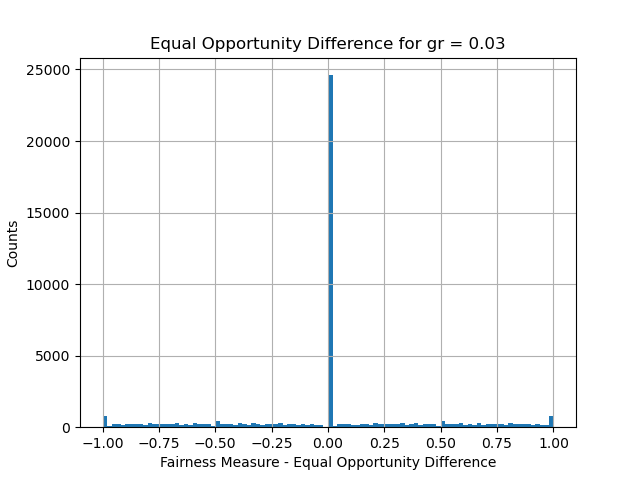 Equal Opportunity Difference for gr = 0.03
25000
20000
15000
10000
5000
0
Counts
−1.00 −0.75 −0.50 −0.25 0.00 0.25 0.50 0.75 1.00
Fairness Measure - Equal Opportunity Difference